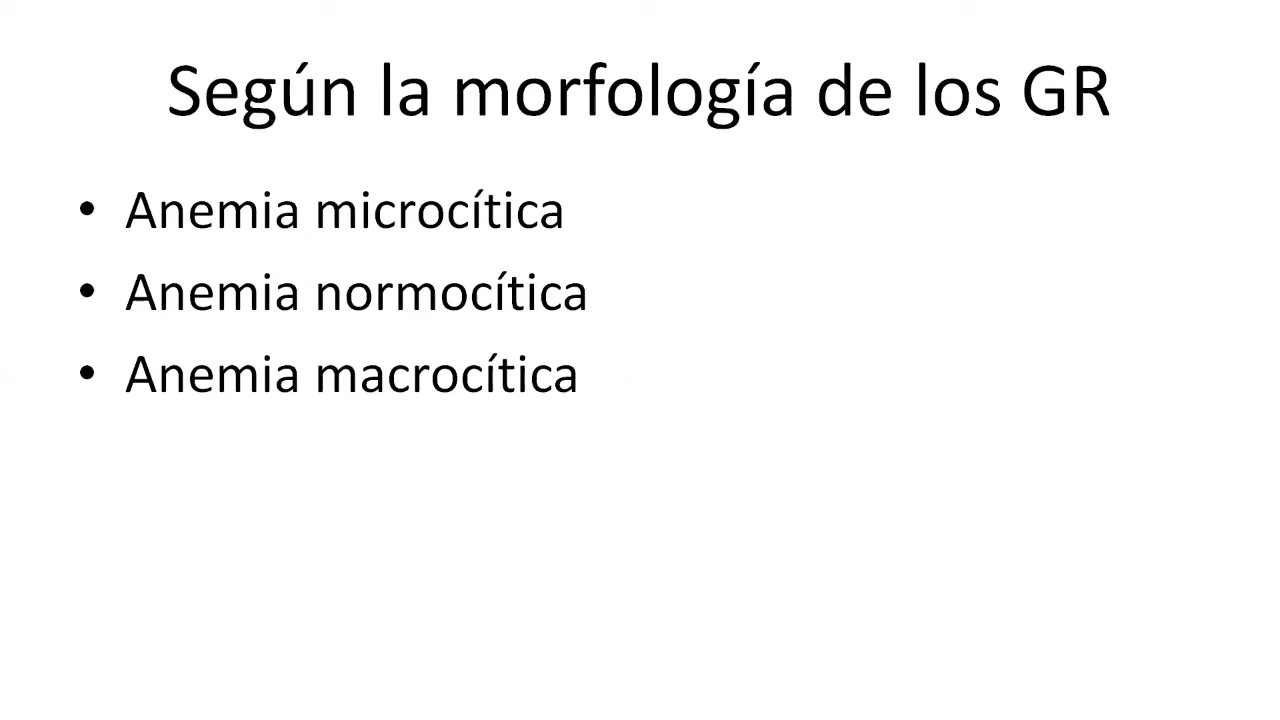 Según la morfología de los GR
• Anemia microcítica
• Anemia normocítica
• Anemia macrocítica